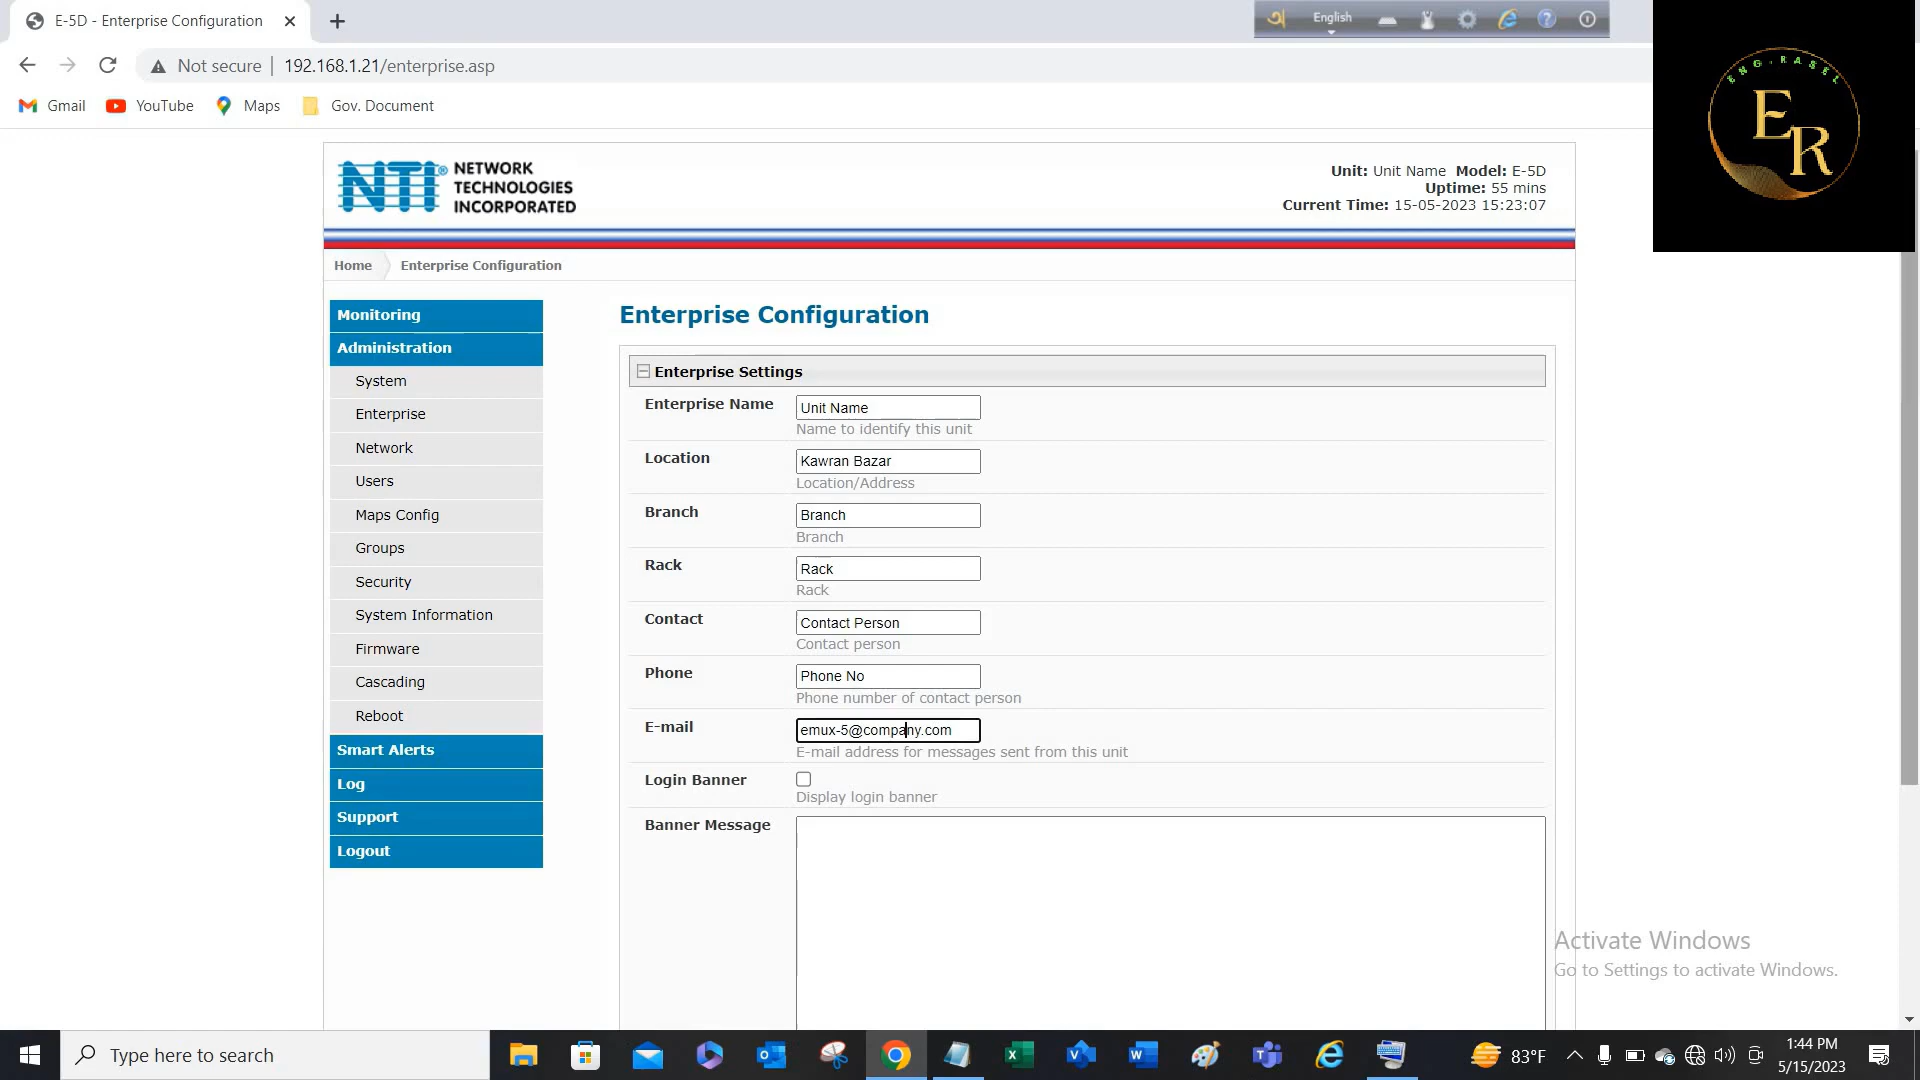 E-5D - Enterprise Configuration
English
Not secure
192.168.1.21/enterprise.asp
Gmail
YouTube
Maps
Gov. Document
ENG.RASEL
ER
NTI® NETWORK TECHNOLOGIES INCORPORATED
Unit: Unit Name Model: E-5D
Uptime: 55 mins
Current Time: 15-05-2023 15:23:07
Home
Enterprise Configuration
Monitoring
Administration
System
Enterprise
Network
Users
Maps Config
Groups
Security
System Information
Firmware
Cascading
Reboot
Smart Alerts
Log
Support
Logout
Enterprise Configuration
Enterprise Settings
Enterprise Name
Unit Name
Name to identify this unit
Location
Kawran Bazar
Location/Address
Branch
Branch
Branch
Rack
Rack
Rack
Contact
Contact Person
Contact person
Phone
Phone No
Phone number of contact person
E-mail
emux-5@company.com
E-mail address for messages sent from this unit
Login Banner
Display login banner
Banner Message
Activate Windows
Go to Settings to activate Windows.
Type here to search
83°F
1:44 PM
5/15/2023